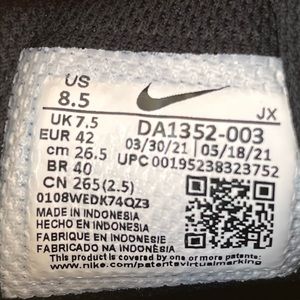 US
8.5
JX
UK 7.5
EUR 42
cm 26.5
BR 40
CN 265(2.5)
DA1352-003
03/30/21 05/18/21
UPC 00195238323752
0108WEDK74QZ3
MADE IN INDONESIA
HECHO EN INDONESIA
FABRIQUE EN INDONESIE
FABRICADO NA INDONESIA
This product is covered by one or more patents:
www.nike.com/patentsvirtualmarking